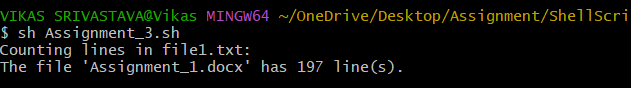 VIKAS SRIVASTAVA@Vikas MINGW64 ~/OneDrive/Desktop/Assignment/ShellScri
$ sh Assignment_3.sh
Counting lines in file1.txt:
The file 'Assignment_1.docx' has 197 line(s).